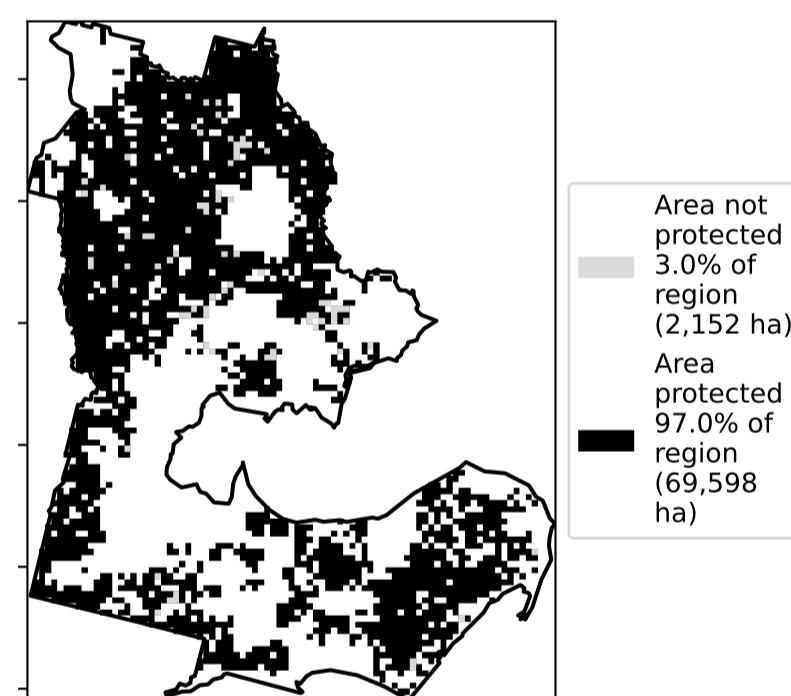 Area not
protected
3.0% of
region
(2,152 ha)
Area
protected
97.0% of
region
(69,598
ha)